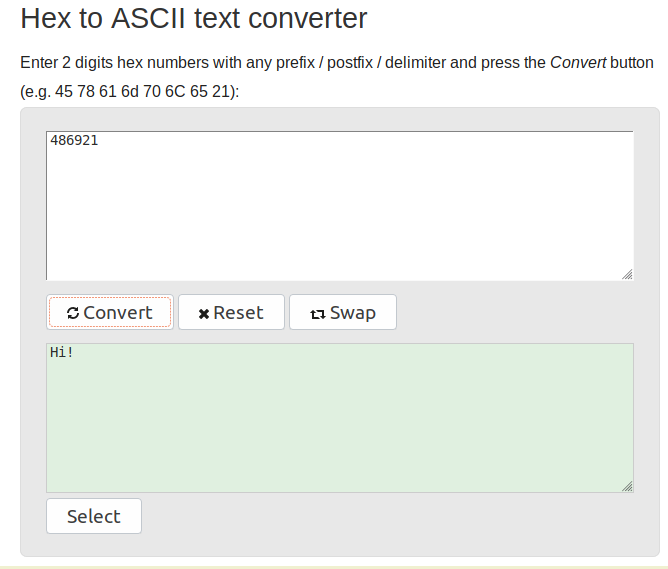 Hex to ASCII text converter
Enter 2 digits hex numbers with any prefix / postfix / delimiter and press the Convert button
(e.g. 45 78 61 6d 70 6C 65 21):
486921
Convert Reset Swap
Hi!
Select